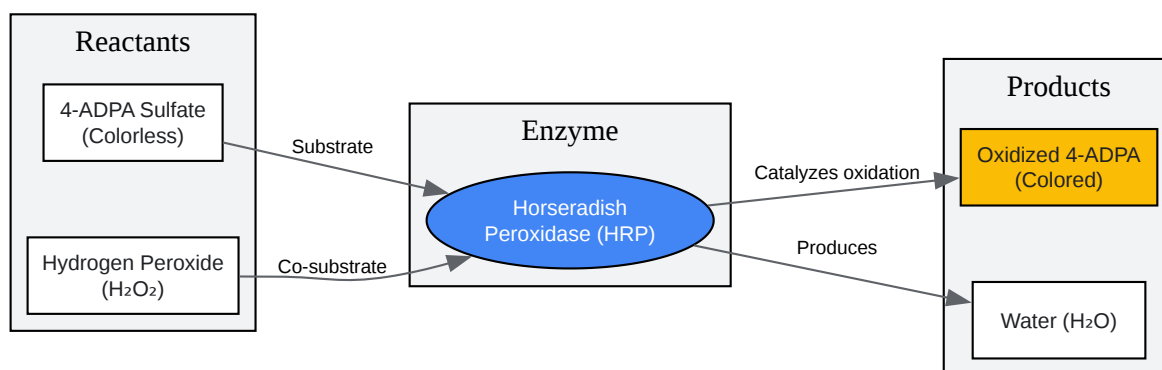 Reactants
4-ADPA Sulfate
(Colorless)
Hydrogen Peroxide
(H₂O₂)
Substrate
Co-substrate
Enzyme
Horseradish
Peroxidase (HRP)
Catalyzes oxidation
Produces
Products
Oxidized 4-ADPA
(Colored)
Water (H₂O)